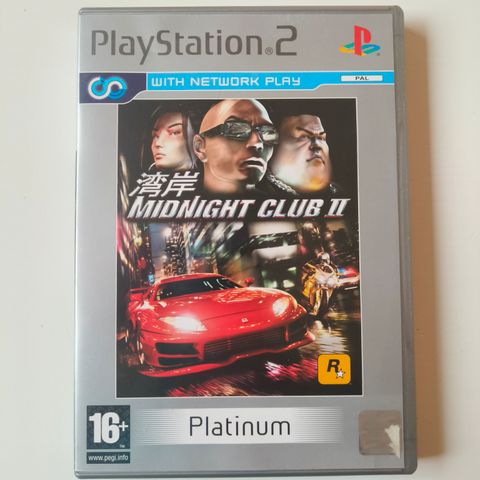 PlayStation®2
WITH NETWORK PLAY
PAL
湾岸
MIDNIGHT CLUB II
R
16+
www.pegi.info
Platinum